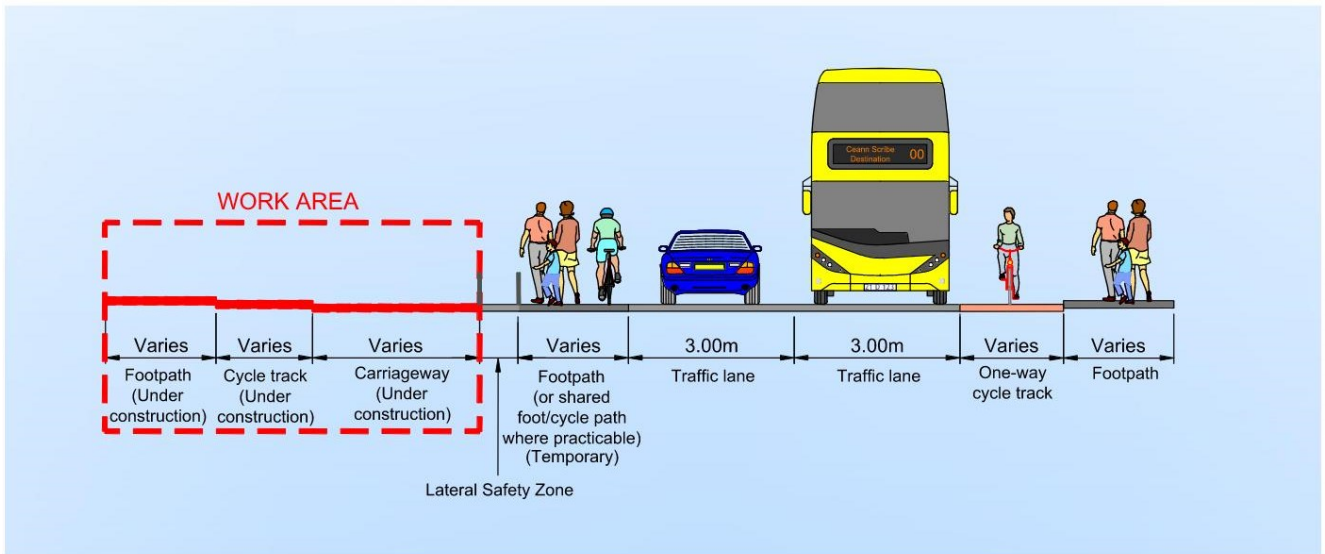 WORK AREA
Ceann Scribe
Destination
00
Varies
Footpath
(Under
construction)
Varies
Cycle track
(Under
construction)
Varies
Carriageway
(Under
construction)
Lateral Safety Zone
Varies
Footpath
(or shared
foot/cycle path
where practicable)
(Temporary)
3.00m
Traffic lane
3.00m
Traffic lane
Varies
One-way
cycle track
Varies
Footpath